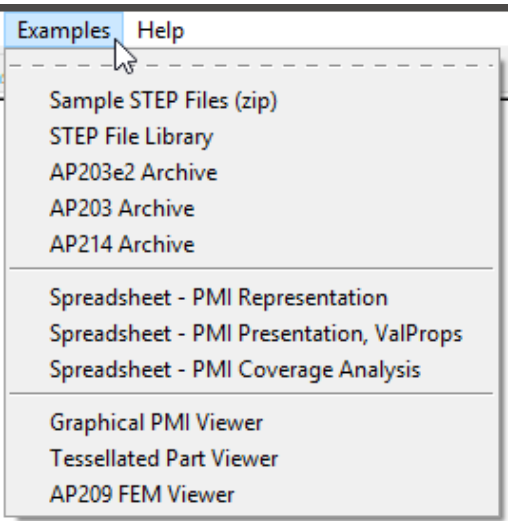 Examples Help
Sample STEP Files (zip)
STEP File Library
AP203e2 Archive
AP203 Archive
AP214 Archive
Spreadsheet - PMI Representation
Spreadsheet - PMI Presentation, ValProps
Spreadsheet - PMI Coverage Analysis
Graphical PMI Viewer
Tessellated Part Viewer
AP209 FEM Viewer